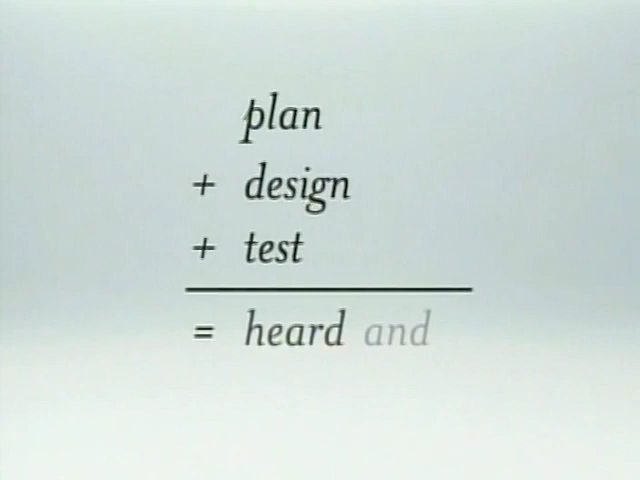 plan
+ design
+ test
= heard and